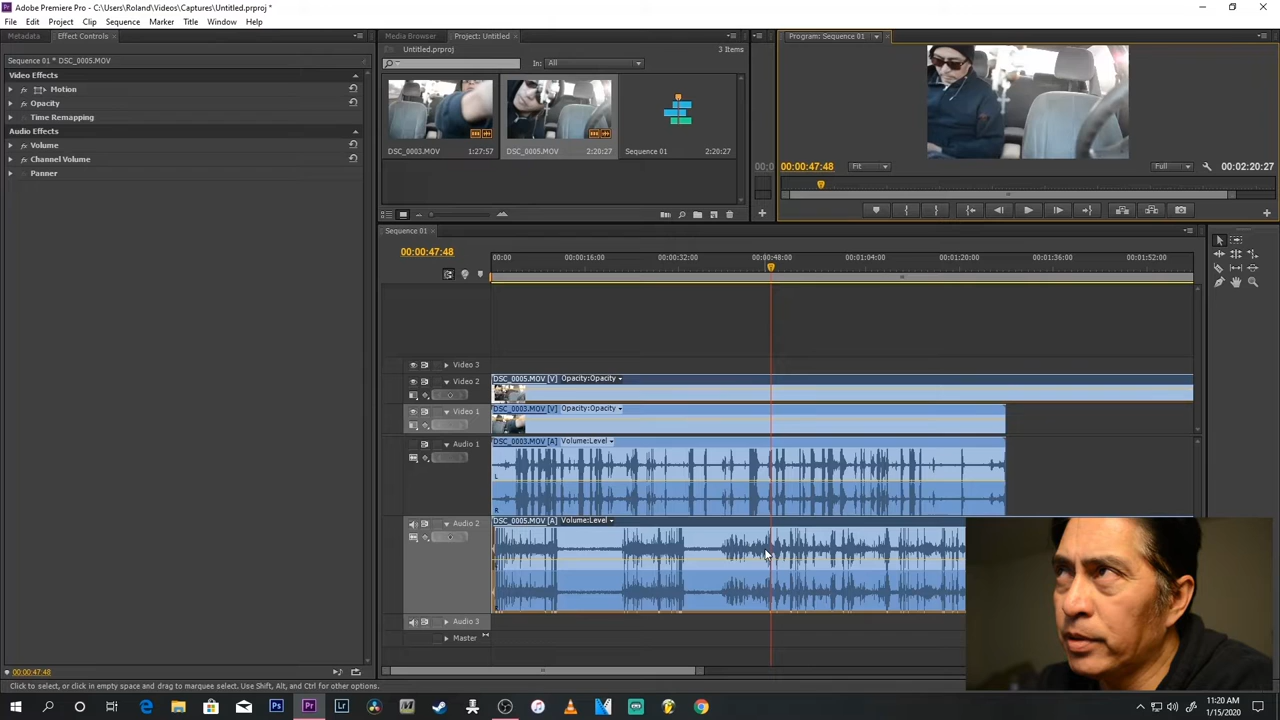 Adobe Premiere Pro - C:\Users\Roland\Videos\Captures\Untitled.prproj *
File Edit Project Clip Sequence Marker Title Window Help
Metadata Effect Controls
Sequence 01 * DSC_0005.MOV
Video Effects
fx Motion
fx Opacity
Time Remapping
Audio Effects
fx Volume
fx Channel Volume
Panner
Media Browser Project: Untitled
Untitled.prproj 3 Items
In: All
DSC_0003.MOV 1:27:57
DSC_0005.MOV 2:20:27
Sequence 01 2:20:27
Program: Sequence 01
00:00:47:48 Fit Full 00:02:20:27
Sequence 01
00:00:47:48
00:00 00:00:16:00 00:00:32:00 00:00:48:00 00:01:04:00 00:01:20:00 00:01:36:00 00:01:52:00
Video 3
Video 2
DSC_0005.MOV [V] Opacity:Opacity
Video 1
DSC_0003.MOV [V] Opacity:Opacity
Audio 1
DSC_0003.MOV [A] Volume:Level
L
R
Audio 2
DSC_0005.MOV [A] Volume:Level
Audio 3
Master
00:00:47:48
Click to select, or click in empty space and drag to marquee select. Use Shift, Alt, and Ctrl for other options.
Ps Pr Lr
11:20 AM
1/15/2020